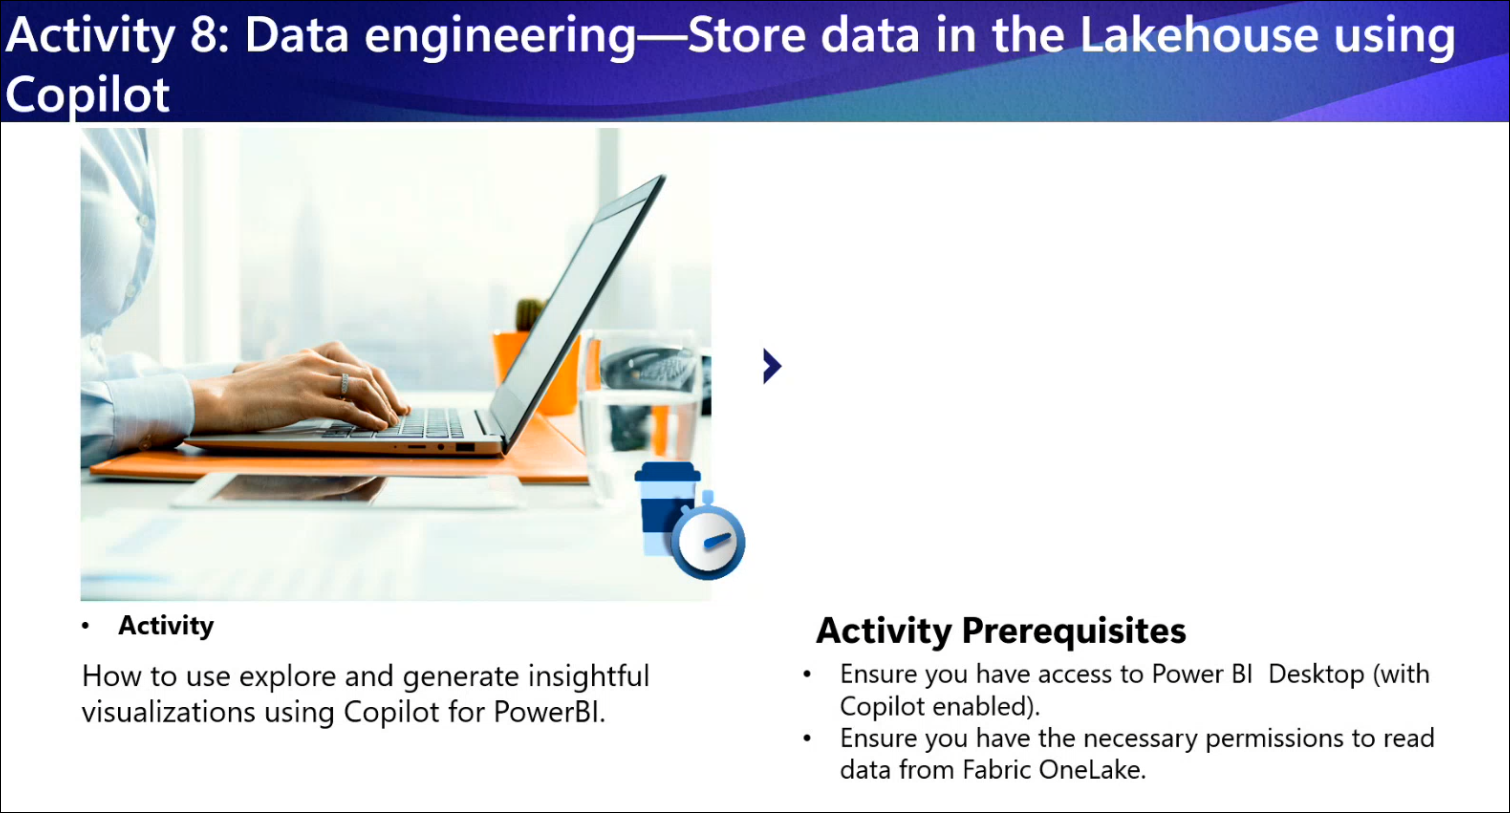 Activity 8: Data engineering—Store data in the Lakehouse using
Copilot
• Activity
How to use explore and generate insightful
visualizations using Copilot for PowerBI.
Activity Prerequisites
• Ensure you have access to Power BI  Desktop (with
Copilot enabled).
• Ensure you have the necessary permissions to read
data from Fabric OneLake.